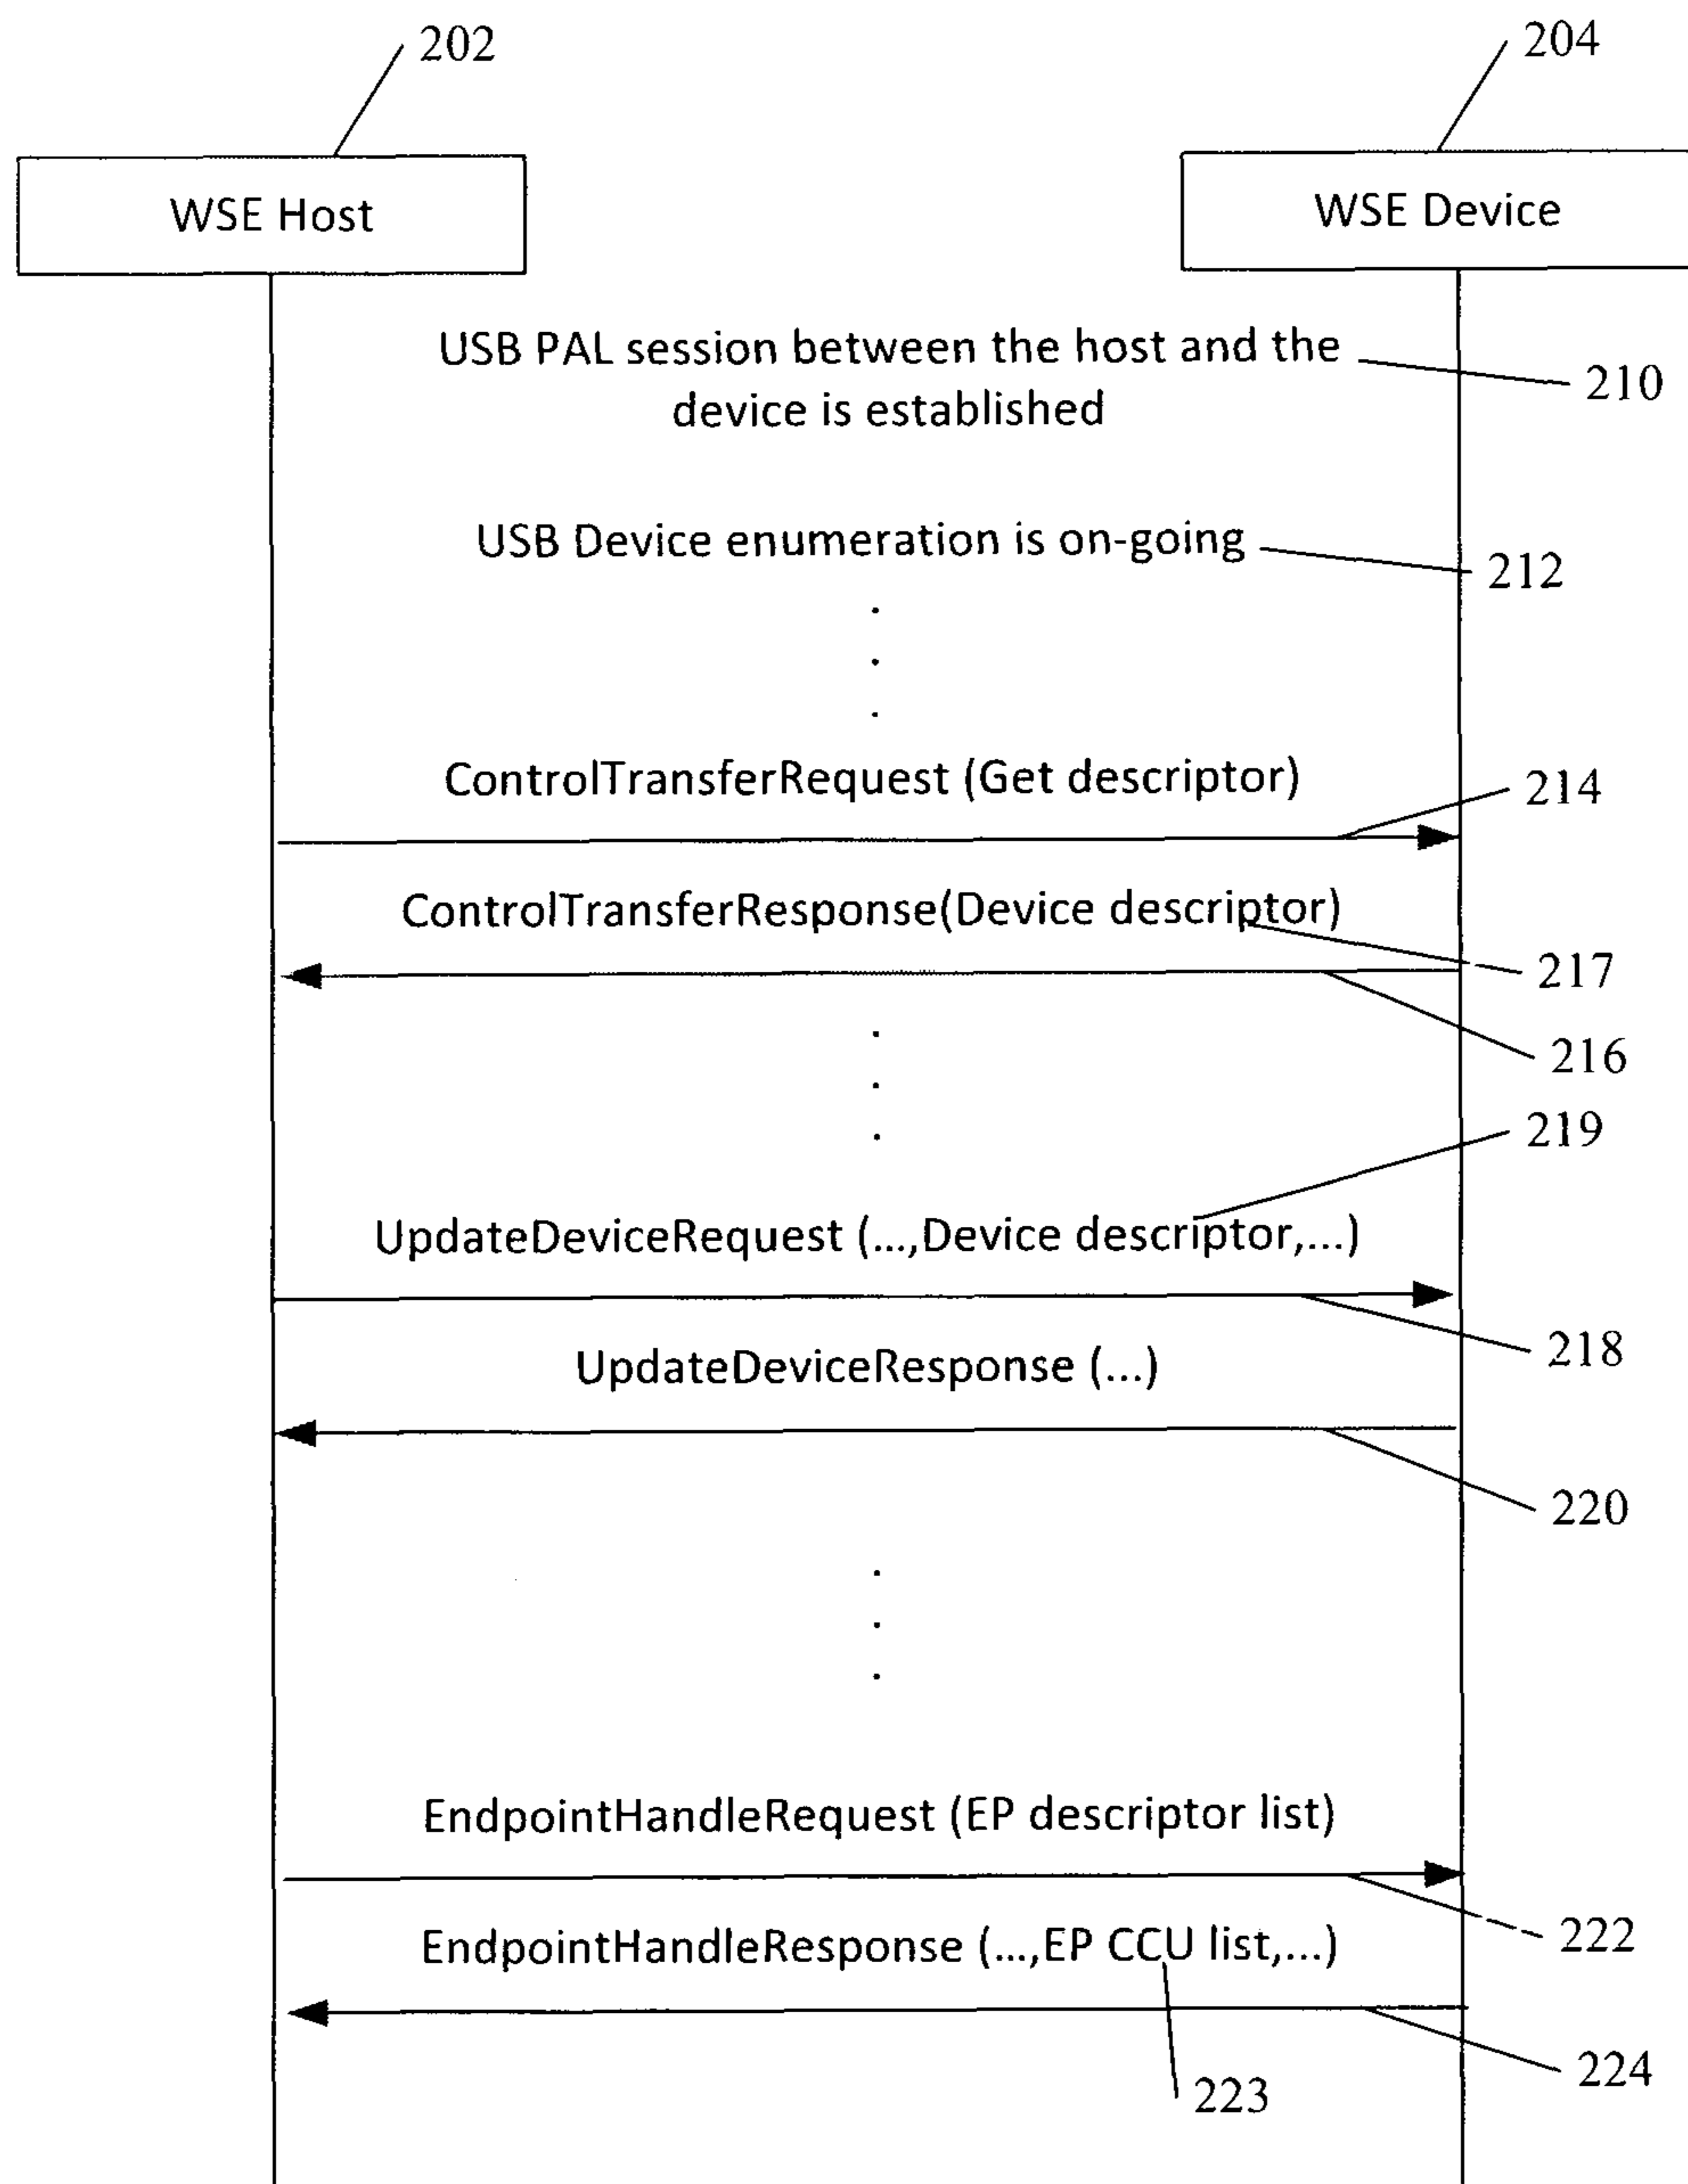 202
204
WSE Host
WSE Device
USB PAL session between the host and the
device is established
210
USB Device enumeration is on-going
212
ControlTransferRequest (Get descriptor)
214
ControlTransferResponse(Device descriptor)
217
216
219
UpdateDeviceRequest (...,Device descriptor,...)
218
UpdateDeviceResponse (...)
220
EndpointHandleRequest (EP descriptor list)
222
EndpointHandleResponse (...,EP CCU list,...)
224
223